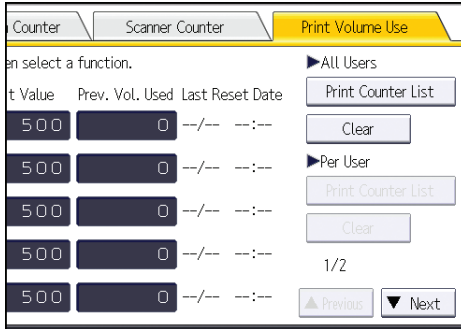 Counter Scanner Counter Print Volume Use
en select a function. ▶All Users
t Value Prev. Vol. Used Last Reset Date Print Counter List
500 0 --/-- --:--
Clear
500 0 --/-- --:--
▶Per User
500 0 --/-- --:-- Print Counter List
Clear
500 0 --/-- --:--
1/2
500 0 --/-- --:-- ▲ Previous ▼ Next